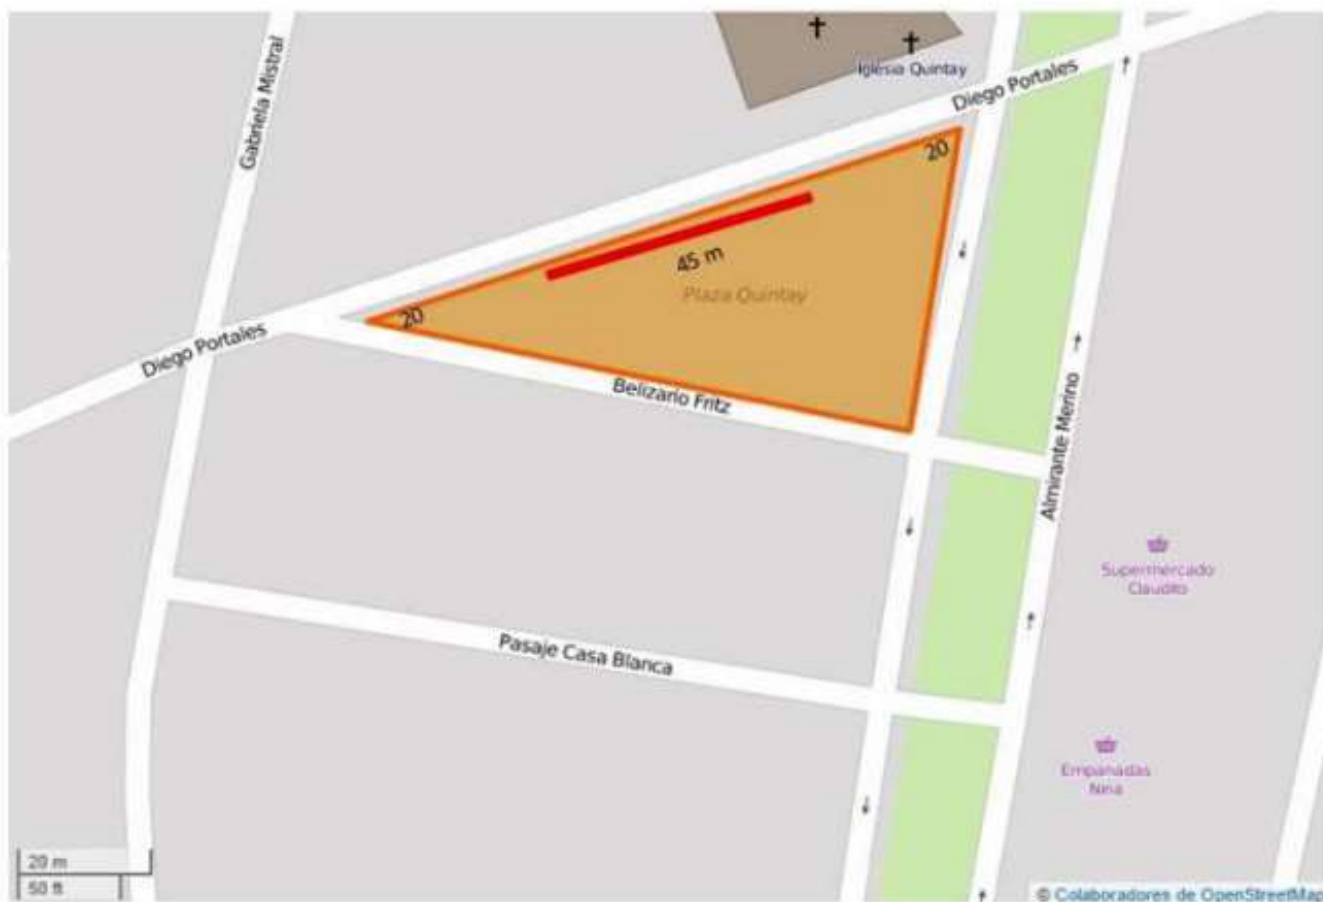 Gabriela Mistral
Iglesia Quintay
Diego Portales
20
45 m
Plaza Quintay
20
Diego Portales
Belizario Fritz
Almirante Merino
Supermercado
Claudito
Pasaje Casa Blanca
Empanadas
Nina
20 m
50 ft
© Colaboradores de OpenStreetMap